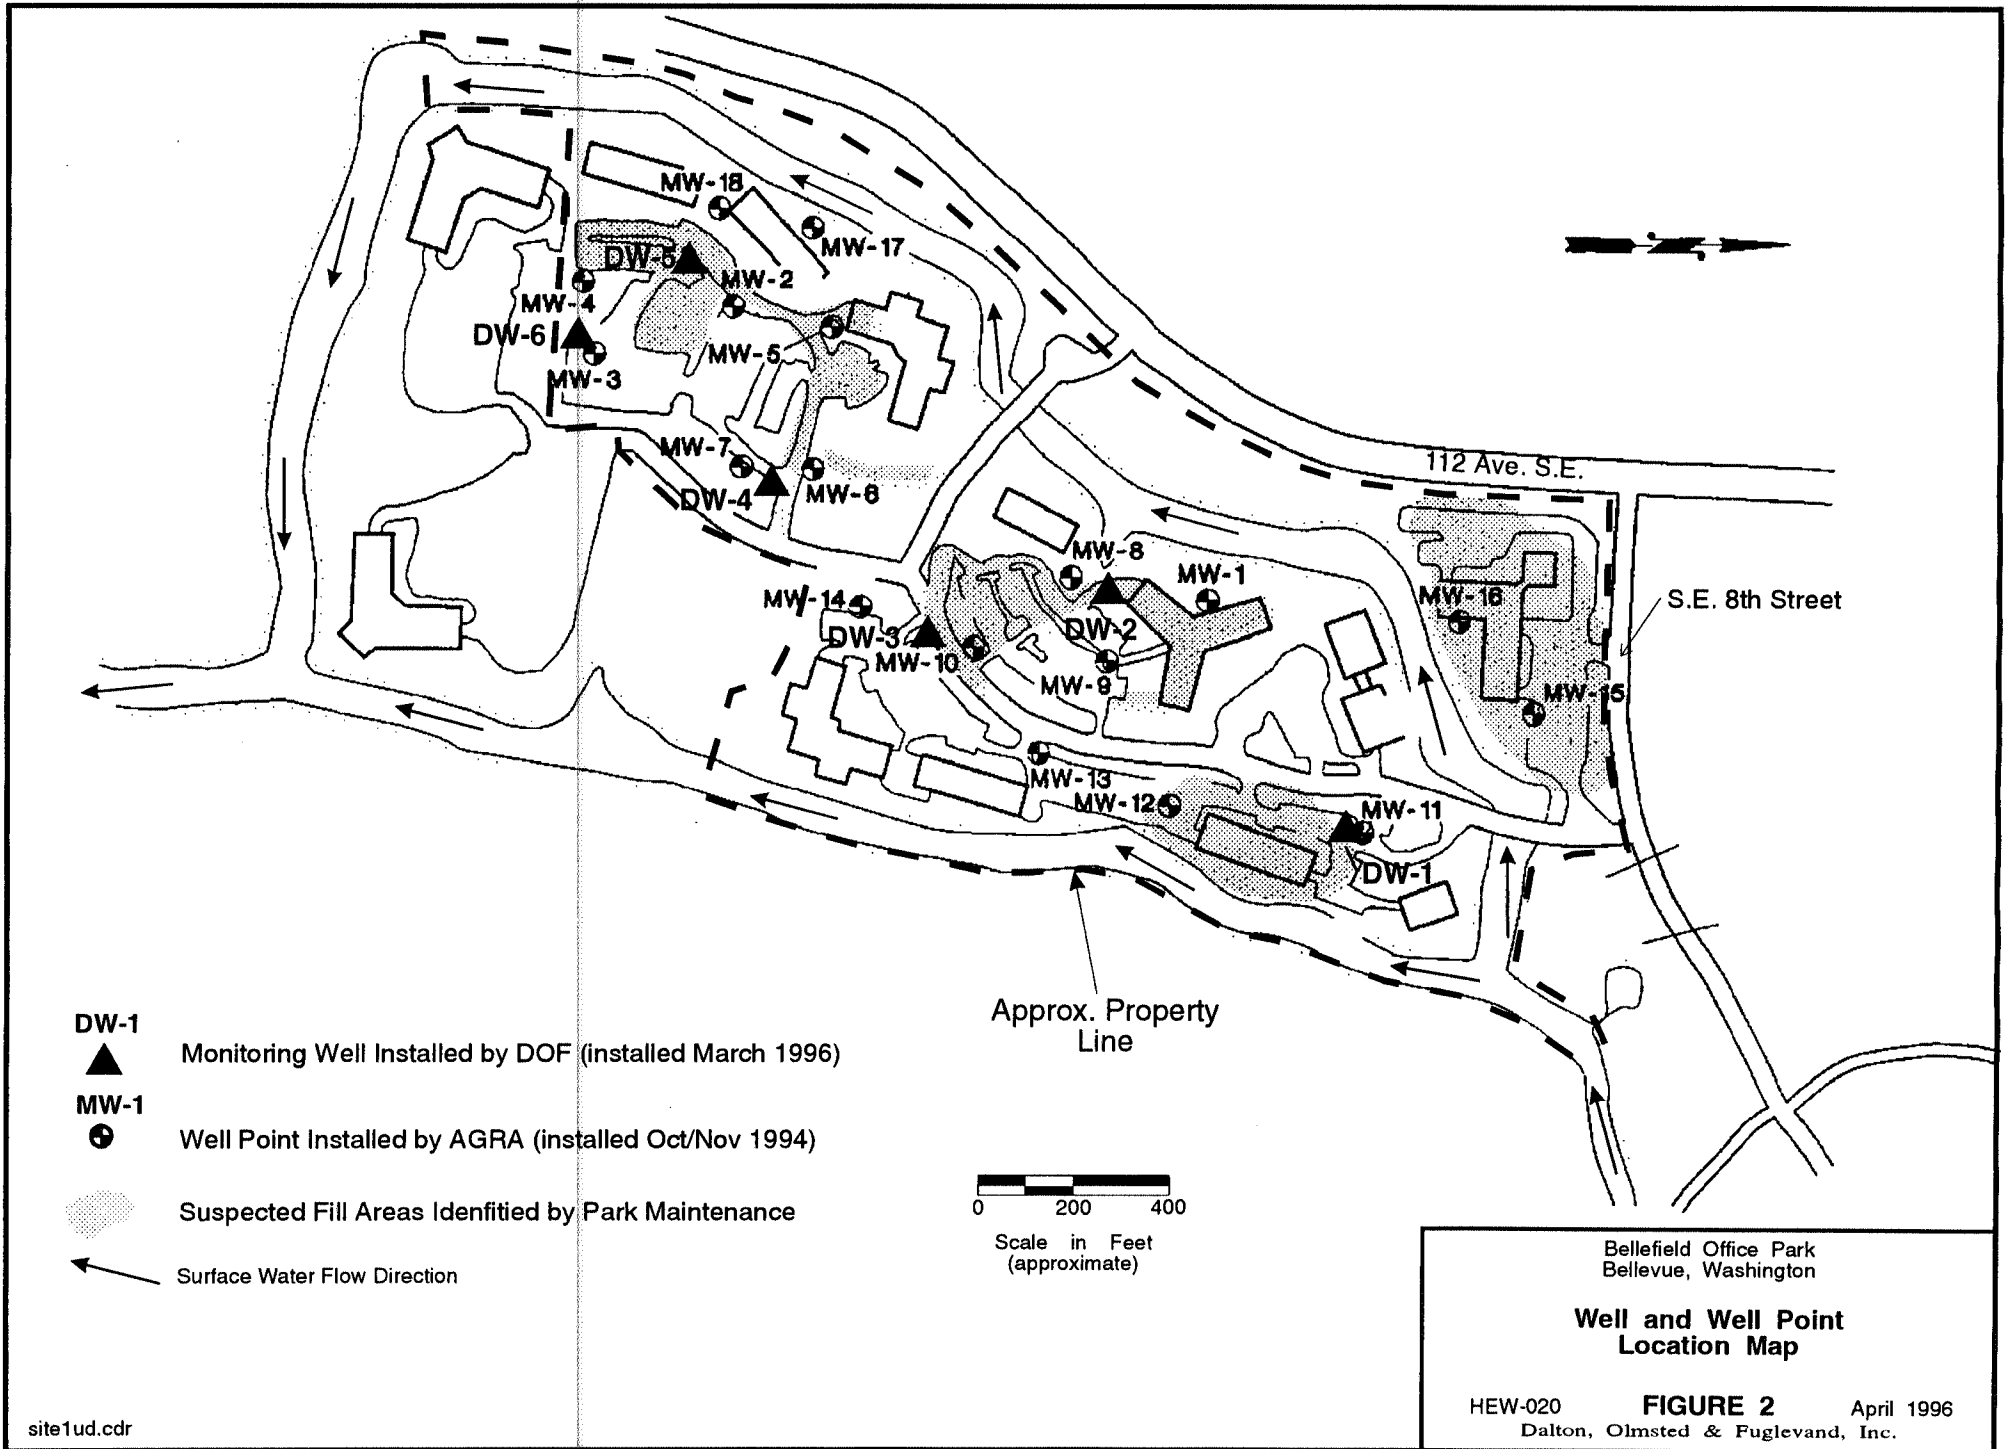 MW-18
MW-17
DW-5
MW-2
MW-4
DW-6
MW-5
MW-3
MW-7
DW-4
MW-6
112 Ave. S.E.
MW-8
MW-1
MW-14
MW-16
S.E. 8th Street
DW-3
DW-2
MW-10
MW-9
MW-15
MW-13
MW-12
MW-11
DW-1
Approx. Property
Line
DW-1
Monitoring Well Installed by DOF (installed March 1996)
MW-1
Well Point Installed by AGRA (installed Oct/Nov 1994)
Suspected Fill Areas Idenfitied by Park Maintenance
Surface Water Flow Direction
0 200 400
Scale in Feet
(approximate)
Bellefield Office Park
Bellevue, Washington
Well and Well Point
Location Map
HEW-020 FIGURE 2 April 1996
Dalton, Olmsted & Fuglevand, Inc.
site1ud.cdr